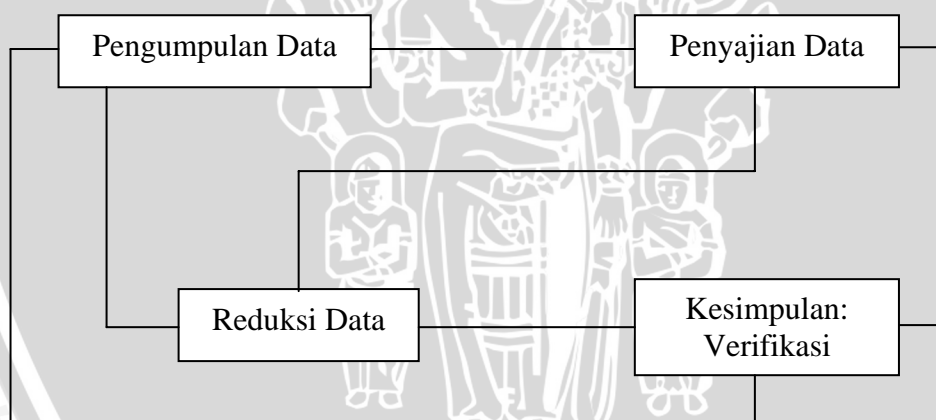 Pengumpulan Data
Penyajian Data
Reduksi Data
Kesimpulan:
Verifikasi